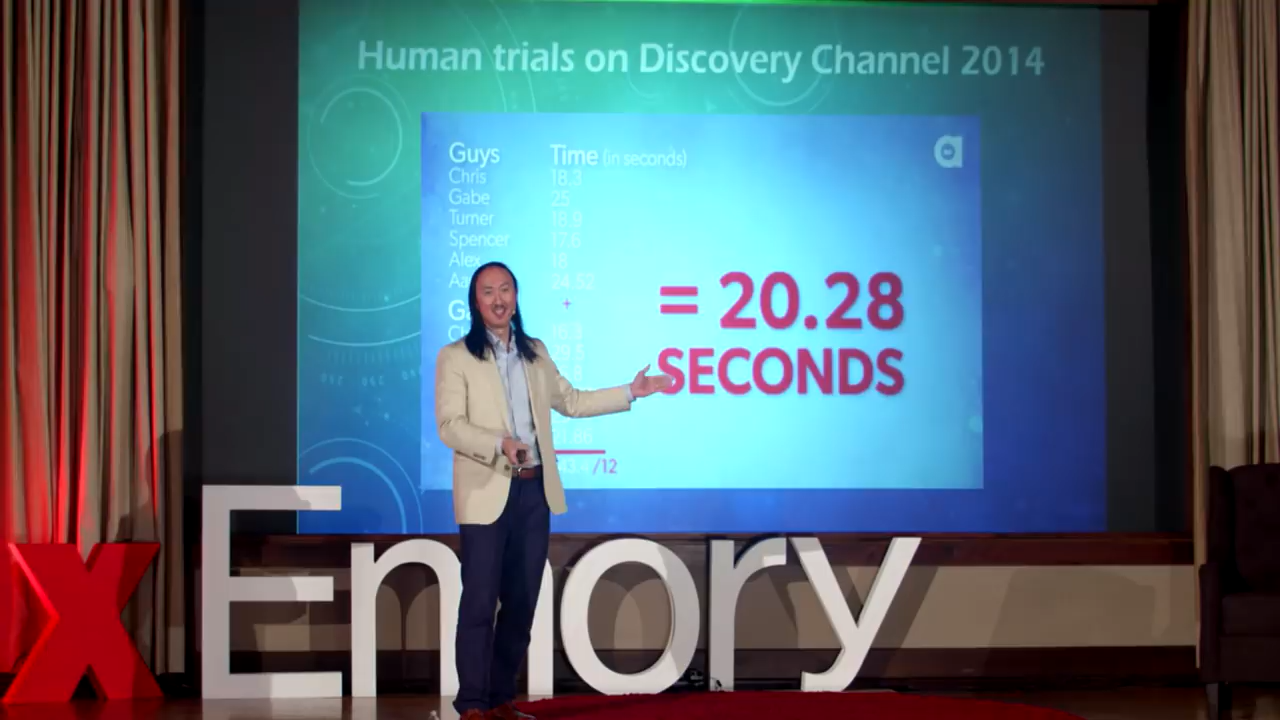 Human trials on Discovery Channel 2014
Guys Time (in seconds)
Chris 18.3
Gabe 25
Turner 18.9
Spencer 17.6
Alex 18
24.52
+
= 20.28
SECONDS
/12
x Emory